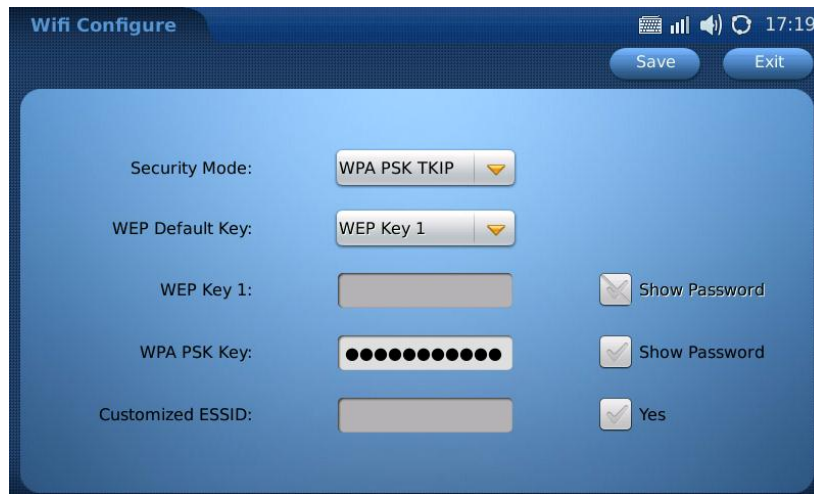 Wifi Configure 17:19
Save Exit
Security Mode: WPA PSK TKIP
WEP Default Key: WEP Key 1
WEP Key 1: Show Password
WPA PSK Key: ●●●●●●●●●●● Show Password
Customized ESSID: Yes